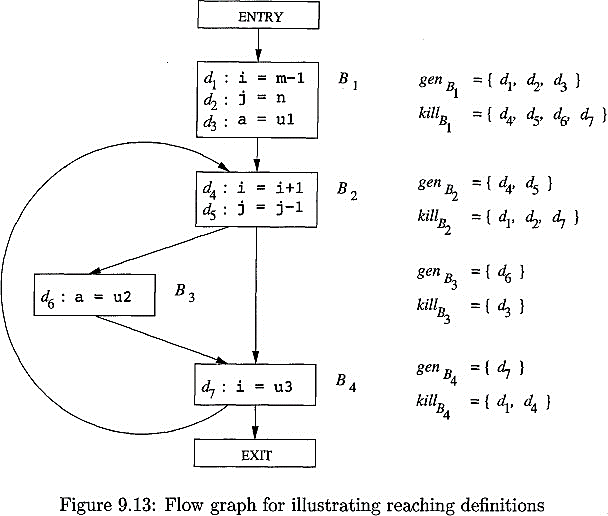 ENTRY
d1 : i = m-1
d2 : j = n
d3 : a = u1
B1
genB1 = { d1, d2, d3 }
killB1 = { d4, d5, d6, d7 }
d4 : i = i+1
d5 : j = j-1
B2
genB2 = { d4, d5 }
killB2 = { d1, d2, d7 }
d6 : a = u2
B3
genB3 = { d6 }
killB3 = { d3 }
d7 : i = u3
B4
genB4 = { d7 }
killB4 = { d1, d4 }
EXIT
Figure 9.13: Flow graph for illustrating reaching definitions